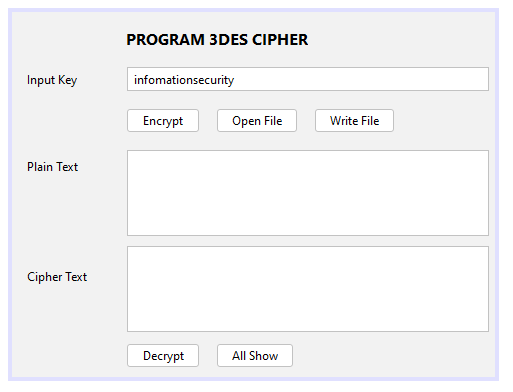 PROGRAM 3DES CIPHER
Input Key infomationsecurity
Encrypt Open File Write File
Plain Text
Cipher Text
Decrypt All Show